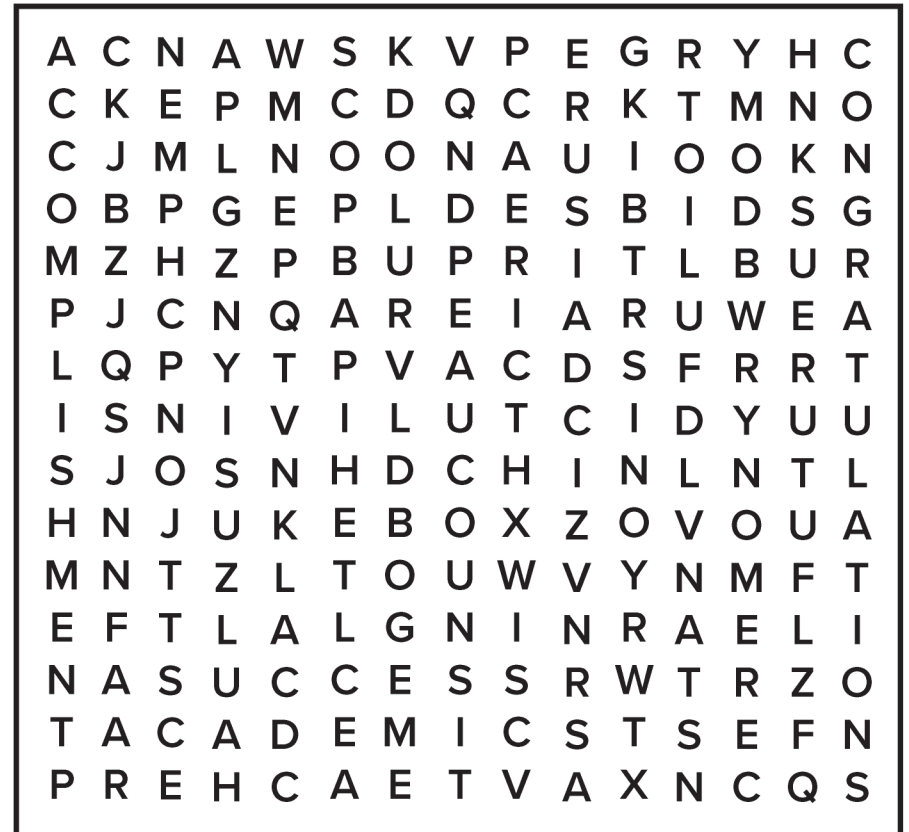 A C N A W S K V P E G R Y H C
C K E P M C D Q C R K T M N O
C J M L N O O N A U I O O K N
O B P G E P L D E S B I D S G
M Z H Z P B U P R I T L B U R
P J C N Q A R E I A R U W E A
L Q P Y T P V A C D S F R R T
I S N I V I L U T C I D Y U U
S J O S N H D C H I N L N T L
H N J U K E B O X Z O V O U A
M N T Z L T O U W V Y N M F T
E F T L A L G N I N R A E L I
N A S U C C E S S R W T R Z O
T A C A D E M I C S T S E F N
P R E H C A E T V A X N C Q S